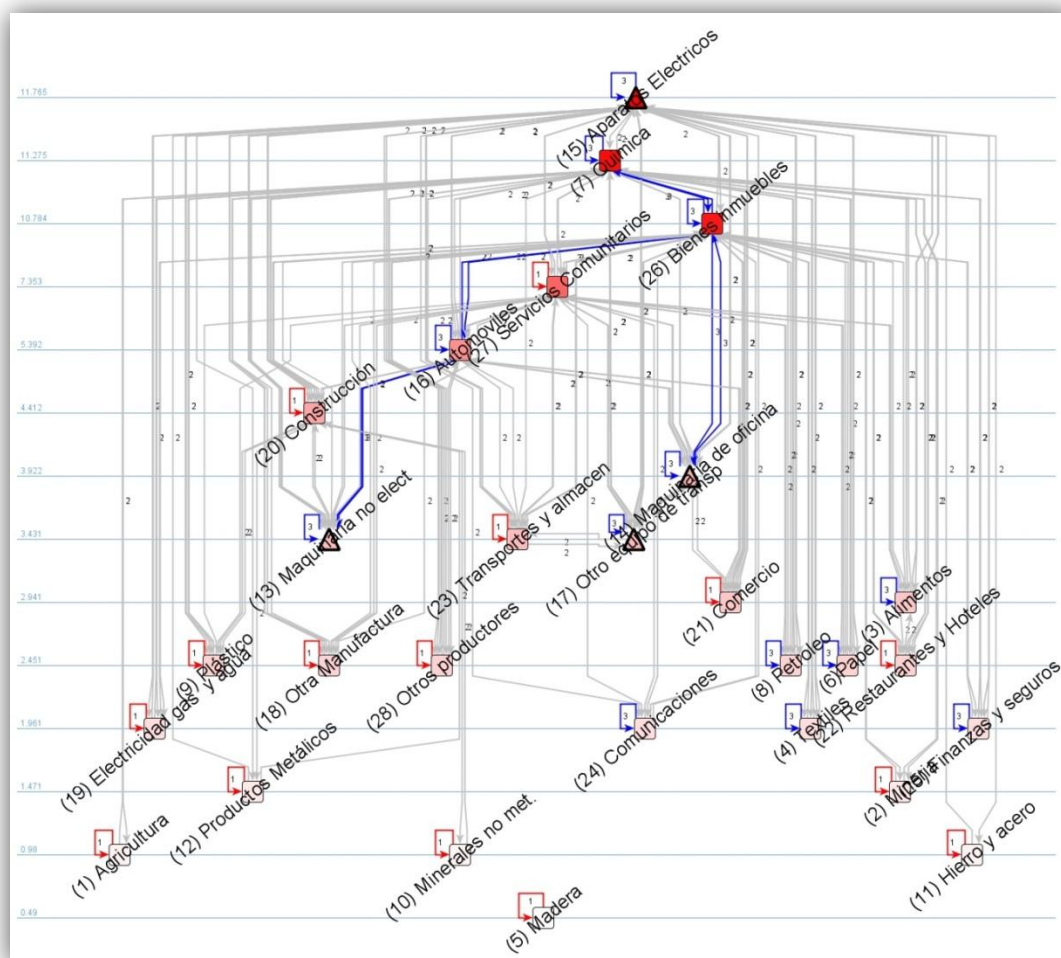 11.765
(15) Aparatos Electricos
11.275
(7) Química
10.784
(26) Bienes inmuebles
7.353
(27) Servicios Comunitarios
5.392
(16) Automoviles
4.412
(20) Construcción
3.922
(14) Maquinaria de oficina
3.431
(13) Maquinaria no elect
(23) Transportes y almacen
(17) Otro equipo de transp
2.941
(21) Comercio
(3) Alimentos
2.451
(9) Plástico
(18) Otra Manufactura
(28) Otros productores
(8) Petroleo
(6) Papel
(22) Restaurantes y Hoteles
1.961
(19) Electricidad gas y agua
(24) Comunicaciones
(4) Textiles
(25) Finanzas y seguros
1.471
(12) Productos Metálicos
(2) Minería
0.98
(1) Agricultura
(10) Minerales no met.
(11) Hierro y acero
0.49
(5) Madera